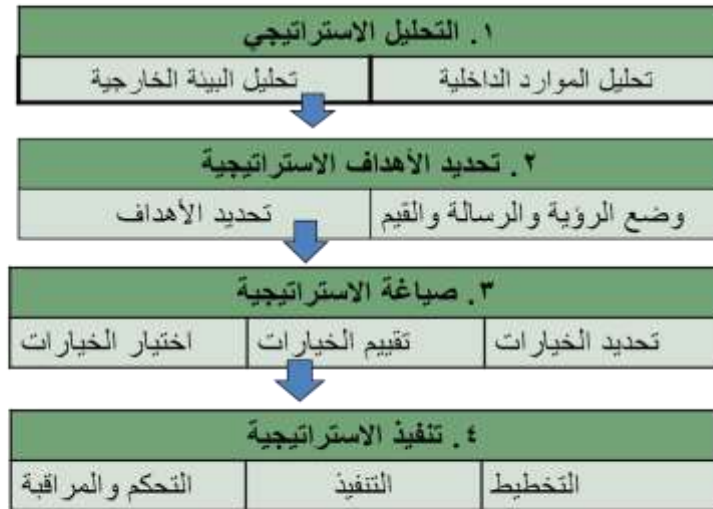 ١. التحليل الاستراتيجي
تحليل الموارد الداخلية
تحليل البيئة الخارجية
٢. تحديد الأهداف الاستراتيجية
وضع الرؤية والرسالة والقيم
تحديد الأهداف
٣. صياغة الاستراتيجية
تحديد الخيارات
تقييم الخيارات
اختيار الخيارات
٤. تنفيذ الاستراتيجية
التخطيط
التنفيذ
التحكم والمراقبة